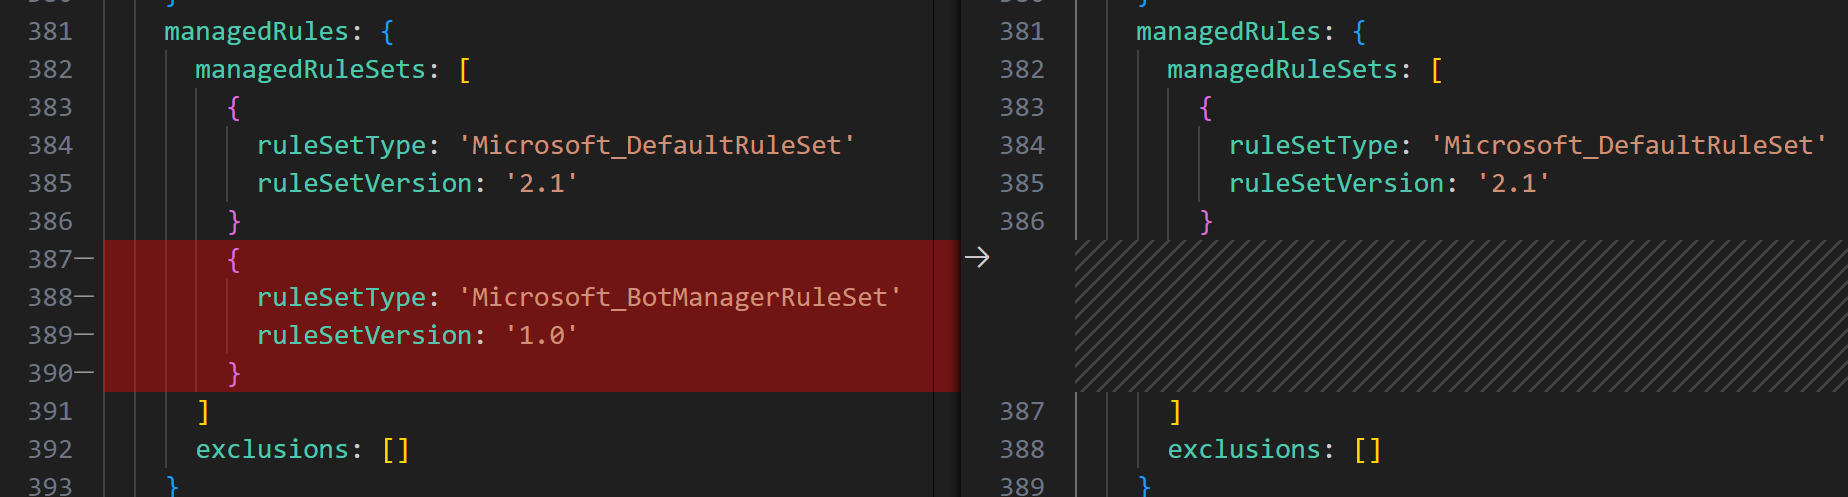 381 managedRules: {
382 managedRuleSets: [
383 {
384 ruleSetType: 'Microsoft_DefaultRuleSet'
385 ruleSetVersion: '2.1'
386 }
387— {
388— ruleSetType: 'Microsoft_BotManagerRuleSet'
389— ruleSetVersion: '1.0'
390— }
391 ]
392 exclusions: []
393 }
381 managedRules: {
382 managedRuleSets: [
383 {
384 ruleSetType: 'Microsoft_DefaultRuleSet'
385 ruleSetVersion: '2.1'
386 }
387 ]
388 exclusions: []
389 }